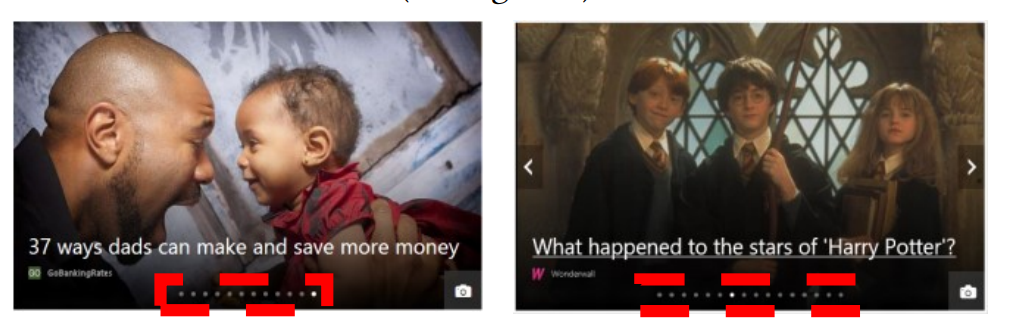 37 ways dads can make and save more money
GO GoBankingRates
What happened to the stars of 'Harry Potter'?
W Wonderwall